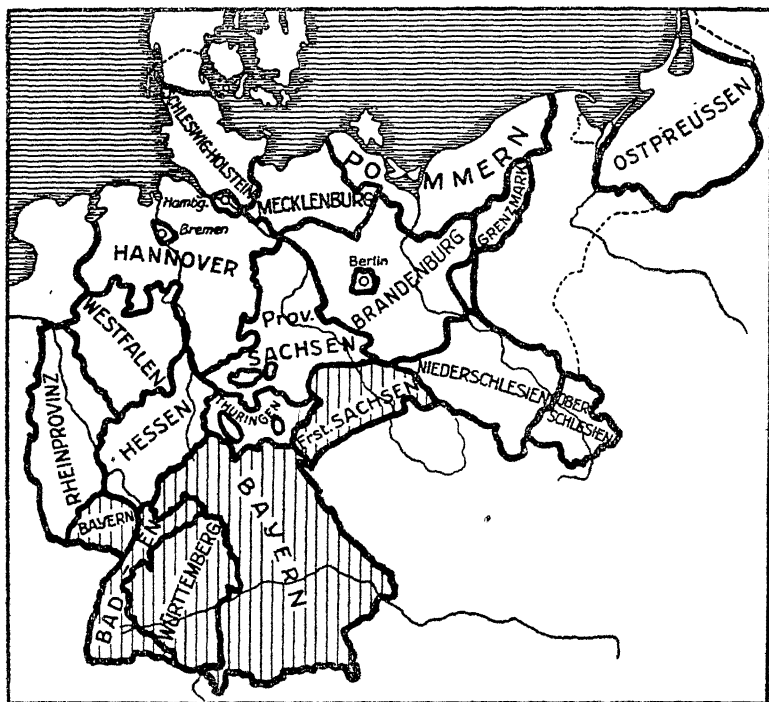 SCHLESWIG-HOLSTEIN
OSTPREUSSEN
POMMERN
MECKLENBURG
Hambg.
Bremen
GRENZMARK
HANNOVER
Berlin
BRANDENBURG
WESTFALEN
Prov.
SACHSEN
NIEDERSCHLESIEN
OBER
SCHLESIEN
RHEINPROVINZ
HESSEN
THÜRINGEN
Frst. SACHSEN
BAYERN
BADEN
WÜRTTEMBERG
BAYERN